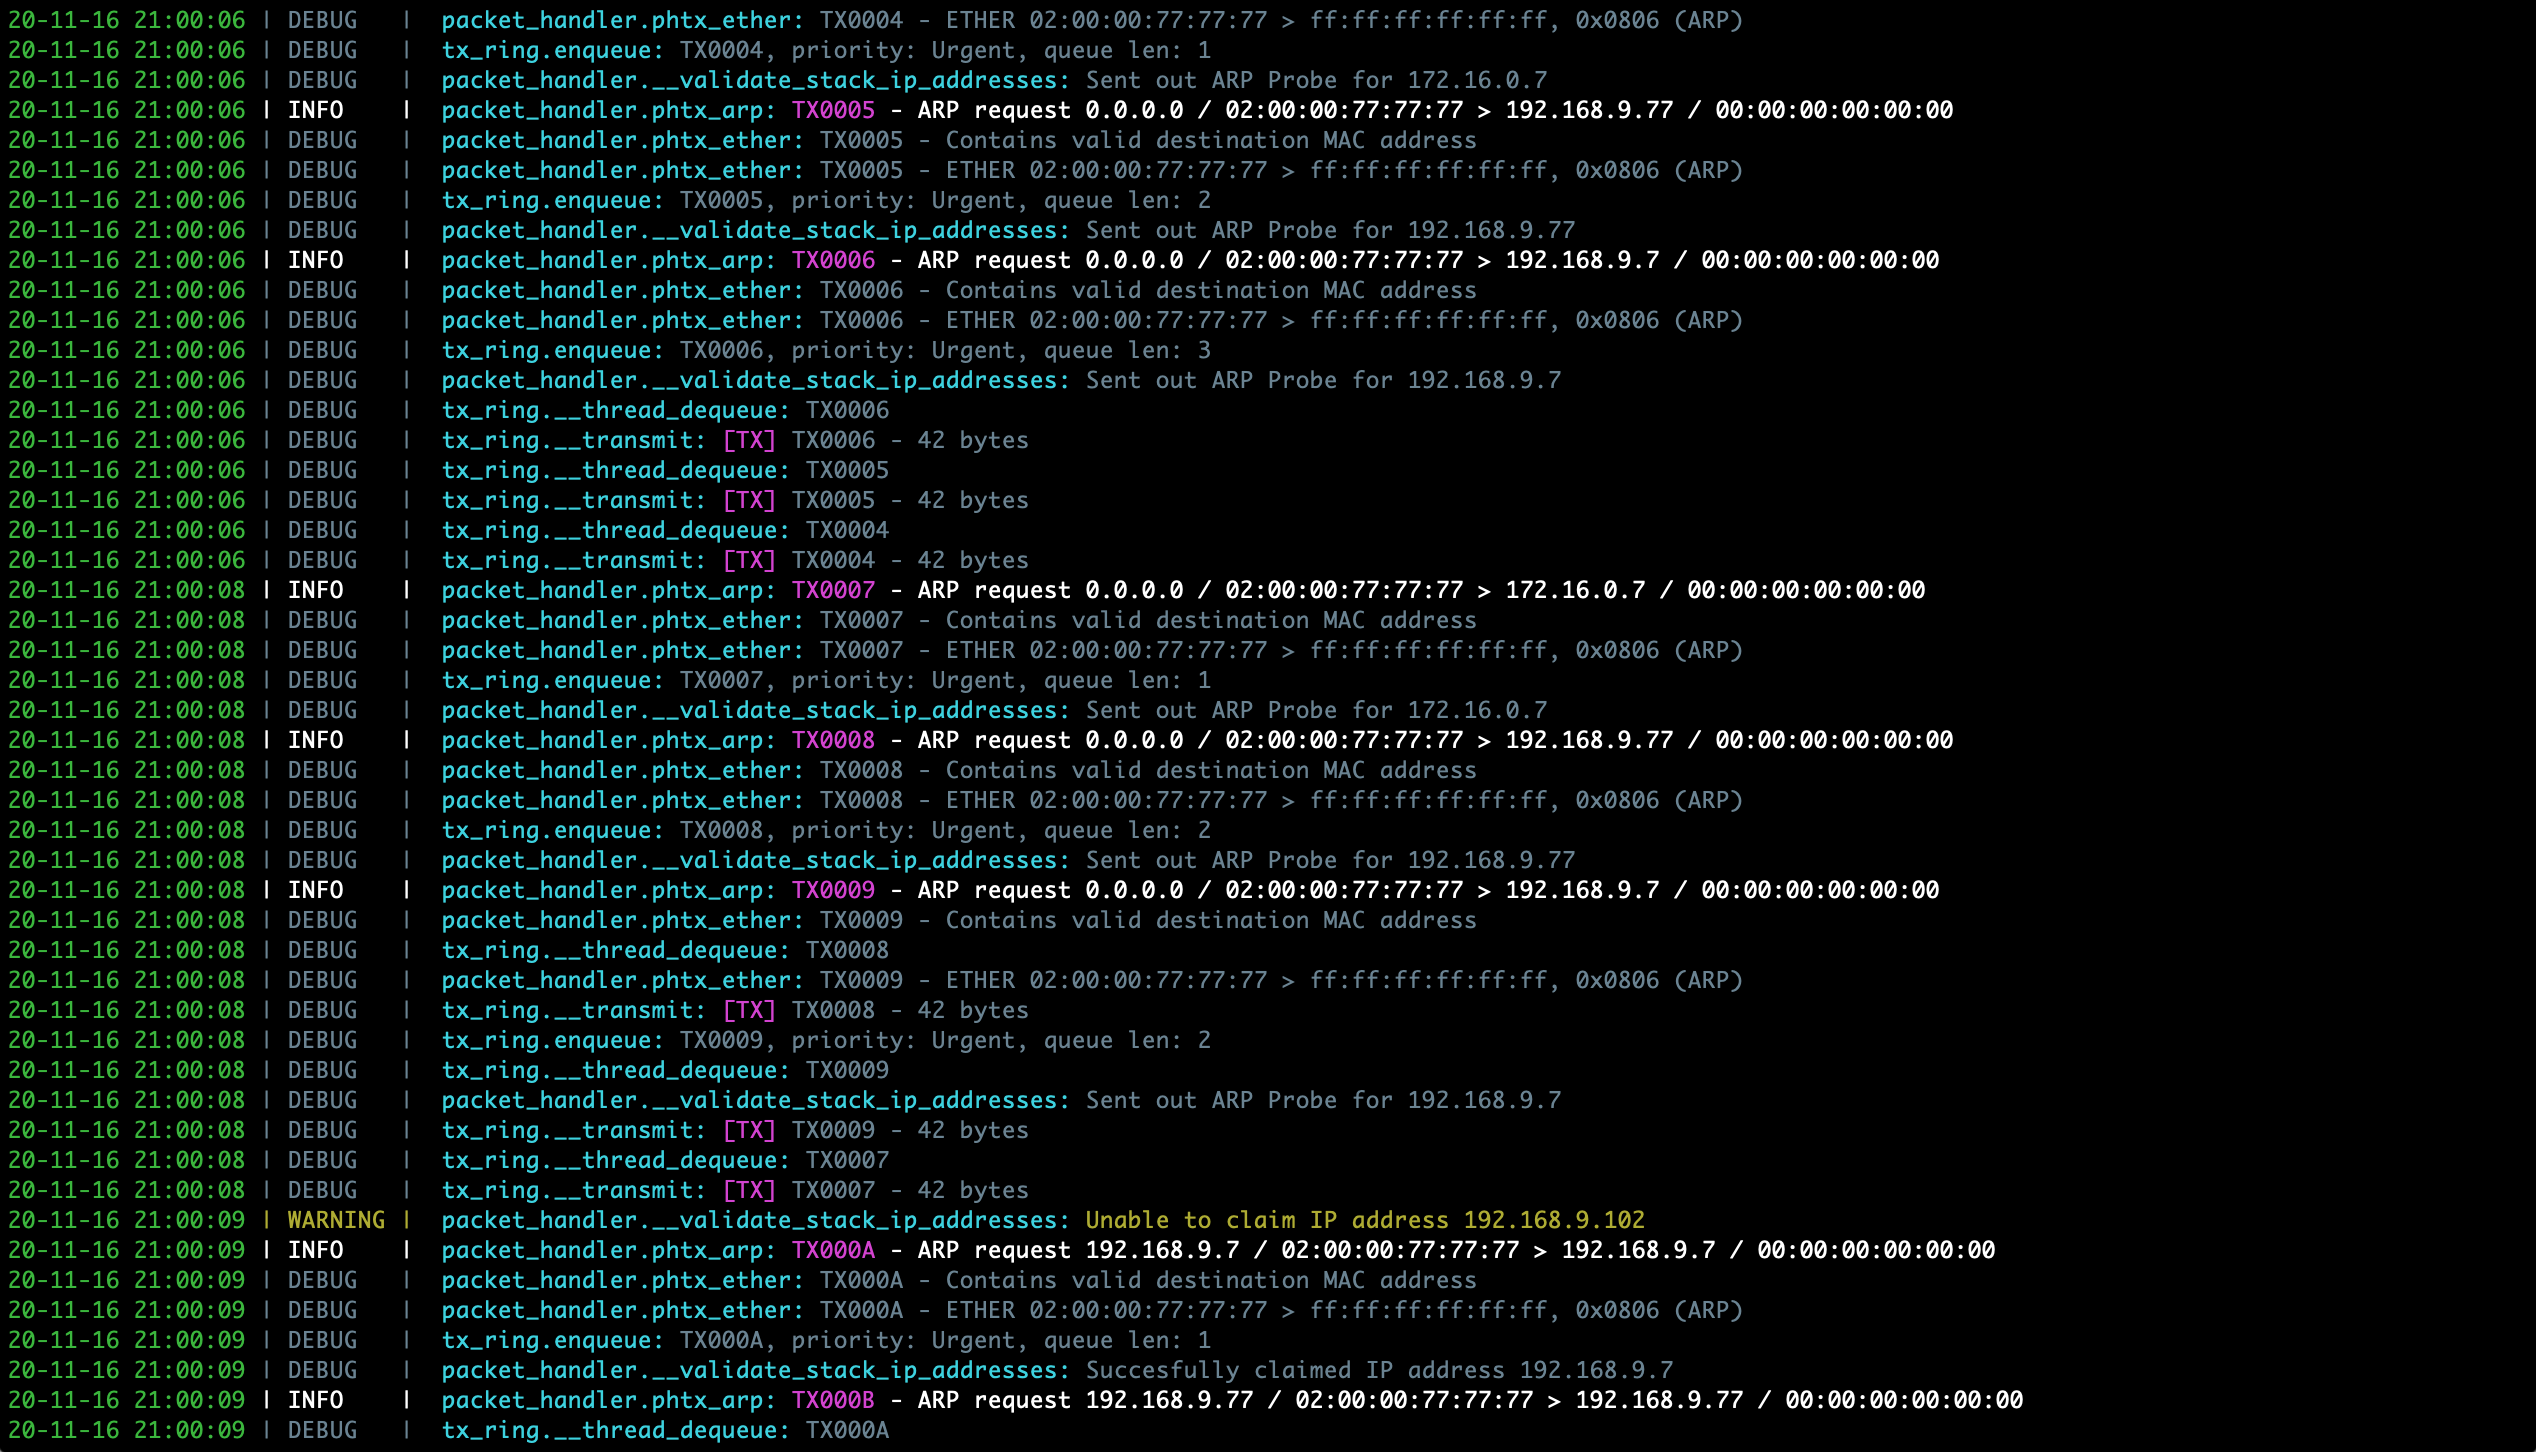 20-11-16 21:00:06 | DEBUG   |  packet_handler.phtx_ether: TX0004 - ETHER 02:00:00:77:77:77 > ff:ff:ff:ff:ff:ff, 0x0806 (ARP)
20-11-16 21:00:06 | DEBUG   |  tx_ring.enqueue: TX0004, priority: Urgent, queue len: 1
20-11-16 21:00:06 | DEBUG   |  packet_handler.__validate_stack_ip_addresses: Sent out ARP Probe for 172.16.0.7
20-11-16 21:00:06 | INFO    |  packet_handler.phtx_arp: TX0005 - ARP request 0.0.0.0 / 02:00:00:77:77:77 > 192.168.9.77 / 00:00:00:00:00:00
20-11-16 21:00:06 | DEBUG   |  packet_handler.phtx_ether: TX0005 - Contains valid destination MAC address
20-11-16 21:00:06 | DEBUG   |  packet_handler.phtx_ether: TX0005 - ETHER 02:00:00:77:77:77 > ff:ff:ff:ff:ff:ff, 0x0806 (ARP)
20-11-16 21:00:06 | DEBUG   |  tx_ring.enqueue: TX0005, priority: Urgent, queue len: 2
20-11-16 21:00:06 | DEBUG   |  packet_handler.__validate_stack_ip_addresses: Sent out ARP Probe for 192.168.9.77
20-11-16 21:00:06 | INFO    |  packet_handler.phtx_arp: TX0006 - ARP request 0.0.0.0 / 02:00:00:77:77:77 > 192.168.9.7 / 00:00:00:00:00:00
20-11-16 21:00:06 | DEBUG   |  packet_handler.phtx_ether: TX0006 - Contains valid destination MAC address
20-11-16 21:00:06 | DEBUG   |  packet_handler.phtx_ether: TX0006 - ETHER 02:00:00:77:77:77 > ff:ff:ff:ff:ff:ff, 0x0806 (ARP)
20-11-16 21:00:06 | DEBUG   |  tx_ring.enqueue: TX0006, priority: Urgent, queue len: 3
20-11-16 21:00:06 | DEBUG   |  packet_handler.__validate_stack_ip_addresses: Sent out ARP Probe for 192.168.9.7
20-11-16 21:00:06 | DEBUG   |  tx_ring.__thread_dequeue: TX0006
20-11-16 21:00:06 | DEBUG   |  tx_ring.__transmit: [TX] TX0006 - 42 bytes
20-11-16 21:00:06 | DEBUG   |  tx_ring.__thread_dequeue: TX0005
20-11-16 21:00:06 | DEBUG   |  tx_ring.__transmit: [TX] TX0005 - 42 bytes
20-11-16 21:00:06 | DEBUG   |  tx_ring.__thread_dequeue: TX0004
20-11-16 21:00:06 | DEBUG   |  tx_ring.__transmit: [TX] TX0004 - 42 bytes
20-11-16 21:00:08 | INFO    |  packet_handler.phtx_arp: TX0007 - ARP request 0.0.0.0 / 02:00:00:77:77:77 > 172.16.0.7 / 00:00:00:00:00:00
20-11-16 21:00:08 | DEBUG   |  packet_handler.phtx_ether: TX0007 - Contains valid destination MAC address
20-11-16 21:00:08 | DEBUG   |  packet_handler.phtx_ether: TX0007 - ETHER 02:00:00:77:77:77 > ff:ff:ff:ff:ff:ff, 0x0806 (ARP)
20-11-16 21:00:08 | DEBUG   |  tx_ring.enqueue: TX0007, priority: Urgent, queue len: 1
20-11-16 21:00:08 | DEBUG   |  packet_handler.__validate_stack_ip_addresses: Sent out ARP Probe for 172.16.0.7
20-11-16 21:00:08 | INFO    |  packet_handler.phtx_arp: TX0008 - ARP request 0.0.0.0 / 02:00:00:77:77:77 > 192.168.9.77 / 00:00:00:00:00:00
20-11-16 21:00:08 | DEBUG   |  packet_handler.phtx_ether: TX0008 - Contains valid destination MAC address
20-11-16 21:00:08 | DEBUG   |  packet_handler.phtx_ether: TX0008 - ETHER 02:00:00:77:77:77 > ff:ff:ff:ff:ff:ff, 0x0806 (ARP)
20-11-16 21:00:08 | DEBUG   |  tx_ring.enqueue: TX0008, priority: Urgent, queue len: 2
20-11-16 21:00:08 | DEBUG   |  packet_handler.__validate_stack_ip_addresses: Sent out ARP Probe for 192.168.9.77
20-11-16 21:00:08 | INFO    |  packet_handler.phtx_arp: TX0009 - ARP request 0.0.0.0 / 02:00:00:77:77:77 > 192.168.9.7 / 00:00:00:00:00:00
20-11-16 21:00:08 | DEBUG   |  packet_handler.phtx_ether: TX0009 - Contains valid destination MAC address
20-11-16 21:00:08 | DEBUG   |  tx_ring.__thread_dequeue: TX0008
20-11-16 21:00:08 | DEBUG   |  packet_handler.phtx_ether: TX0009 - ETHER 02:00:00:77:77:77 > ff:ff:ff:ff:ff:ff, 0x0806 (ARP)
20-11-16 21:00:08 | DEBUG   |  tx_ring.__transmit: [TX] TX0008 - 42 bytes
20-11-16 21:00:08 | DEBUG   |  tx_ring.enqueue: TX0009, priority: Urgent, queue len: 2
20-11-16 21:00:08 | DEBUG   |  tx_ring.__thread_dequeue: TX0009
20-11-16 21:00:08 | DEBUG   |  packet_handler.__validate_stack_ip_addresses: Sent out ARP Probe for 192.168.9.7
20-11-16 21:00:08 | DEBUG   |  tx_ring.__transmit: [TX] TX0009 - 42 bytes
20-11-16 21:00:08 | DEBUG   |  tx_ring.__thread_dequeue: TX0007
20-11-16 21:00:08 | DEBUG   |  tx_ring.__transmit: [TX] TX0007 - 42 bytes
20-11-16 21:00:09 | WARNING |  packet_handler.__validate_stack_ip_addresses: Unable to claim IP address 192.168.9.102
20-11-16 21:00:09 | INFO    |  packet_handler.phtx_arp: TX000A - ARP request 192.168.9.7 / 02:00:00:77:77:77 > 192.168.9.7 / 00:00:00:00:00:00
20-11-16 21:00:09 | DEBUG   |  packet_handler.phtx_ether: TX000A - Contains valid destination MAC address
20-11-16 21:00:09 | DEBUG   |  packet_handler.phtx_ether: TX000A - ETHER 02:00:00:77:77:77 > ff:ff:ff:ff:ff:ff, 0x0806 (ARP)
20-11-16 21:00:09 | DEBUG   |  tx_ring.enqueue: TX000A, priority: Urgent, queue len: 1
20-11-16 21:00:09 | DEBUG   |  packet_handler.__validate_stack_ip_addresses: Succesfully claimed IP address 192.168.9.7
20-11-16 21:00:09 | INFO    |  packet_handler.phtx_arp: TX000B - ARP request 192.168.9.77 / 02:00:00:77:77:77 > 192.168.9.77 / 00:00:00:00:00:00
20-11-16 21:00:09 | DEBUG   |  tx_ring.__thread_dequeue: TX000A